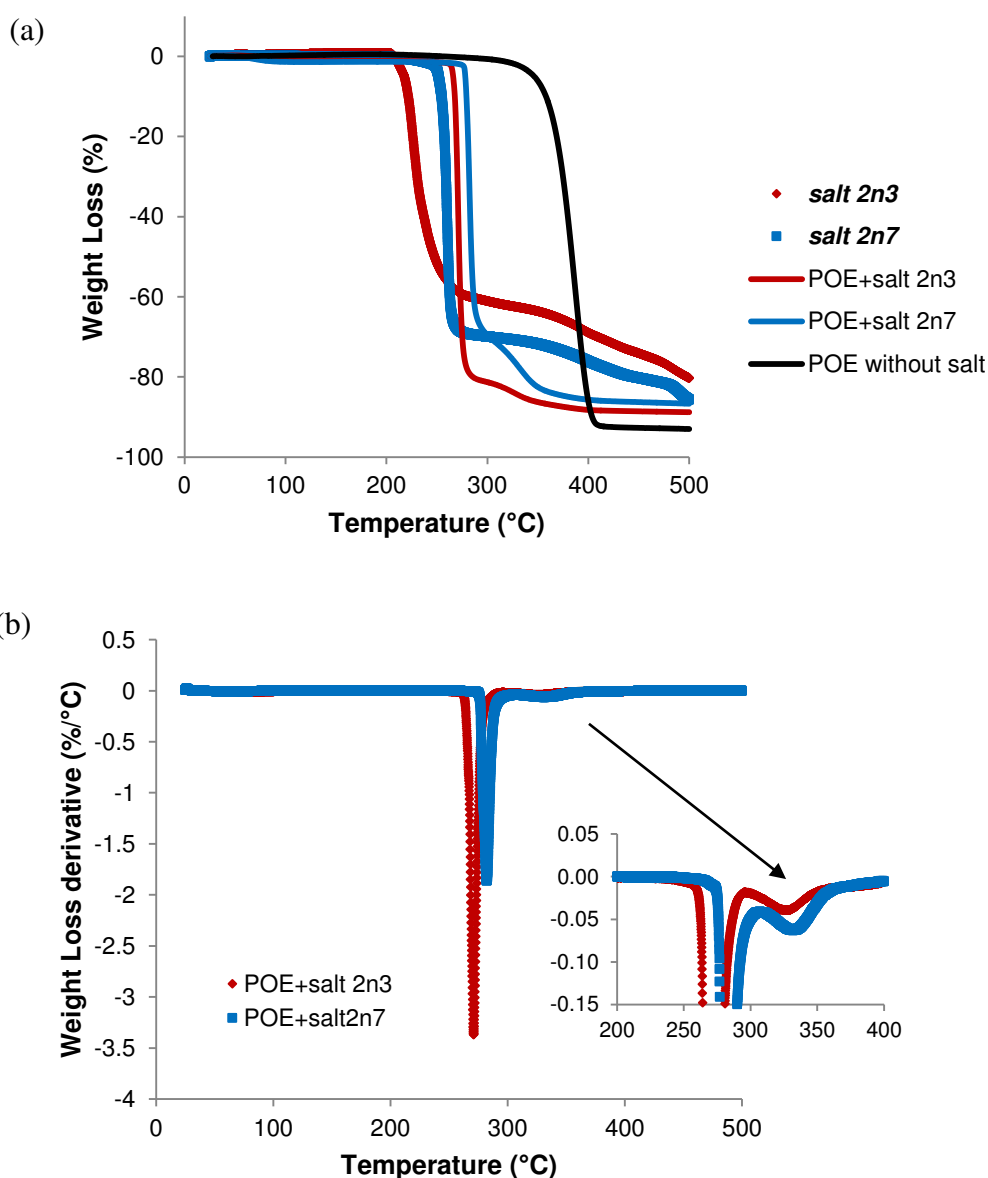 (a)
0
-20
-40
-60
-80
-100
Weight Loss (%)
0 100 200 300 400 500
Temperature (°C)
salt 2n3
salt 2n7
POE+salt 2n3
POE+salt 2n7
POE without salt
(b)
0.5
0
-0.5
-1
-1.5
-2
-2.5
-3
-3.5
-4
Weight Loss derivative (%/°C)
0 100 200 300 400 500
Temperature (°C)
POE+salt 2n3
POE+salt2n7
0.05
0.00
-0.05
-0.10
-0.15
200 250 300 350 400